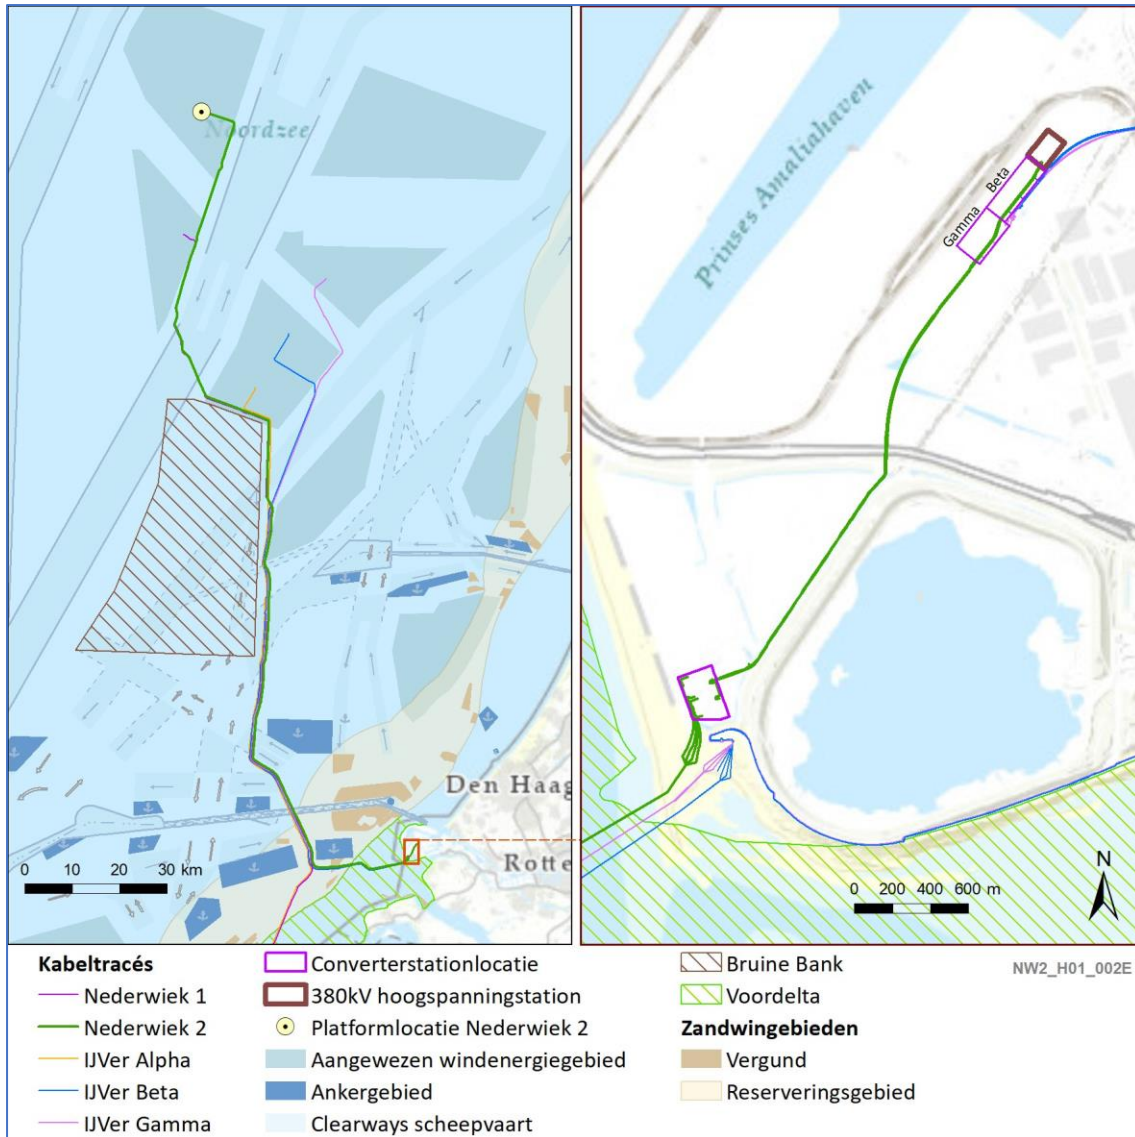 Noordzee
Den Haag
Rotte
0 10 20 30 km
Prinses Amaliahaven
Beta
Gamma
N
0 200 400 600 m
Kabeltracés
Nederwiek 1
Nederwiek 2
IJVer Alpha
IJVer Beta
IJVer Gamma
Converterstationlocatie
380kV hoogspanningstation
Platformlocatie Nederwiek 2
Aangewezen windenergiegebied
Ankergebied
Clearways scheepvaart
Bruine Bank
Voordelta
Zandwingebieden
Vergund
Reserveringsgebied
NW2_H01_002E